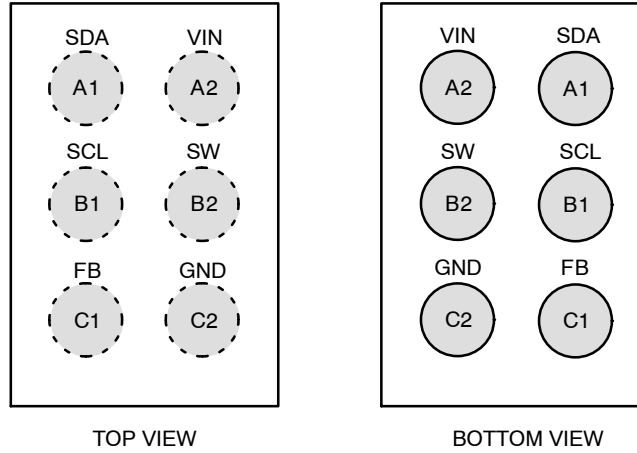 SDA VIN
A1 A2
SCL SW
B1 B2
FB GND
C1 C2
TOP VIEW
VIN SDA
A2 A1
SW SCL
B2 B1
GND FB
C2 C1
BOTTOM VIEW